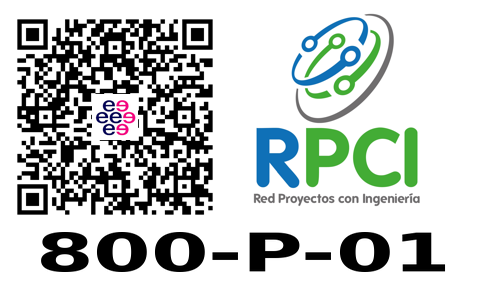 RPCI
Red Proyectos con Ingeniería
800-P-01